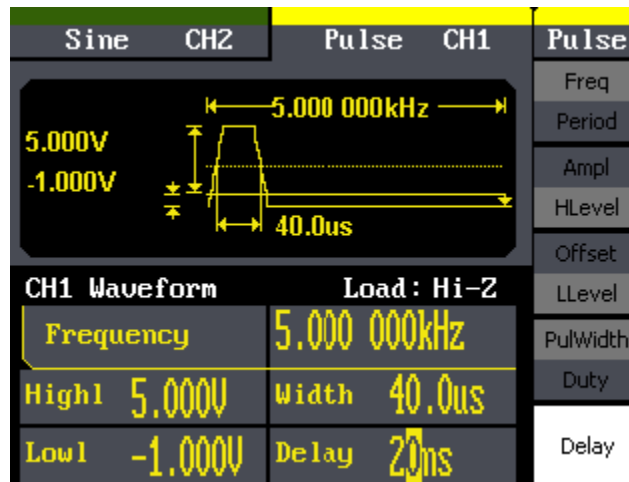 Sine CH2 Pulse CH1 Pulse
Freq
Period
Ampl
HLevel
Offset
LLevel
PulWidth
Duty
Delay
5.000 000kHz
5.000V
-1.000V
40.0us
CH1 Waveform Load: Hi-Z
Frequency 5.000 000kHz
Highl 5.000V Width 40.0us
Lowl -1.000V Delay 20ns